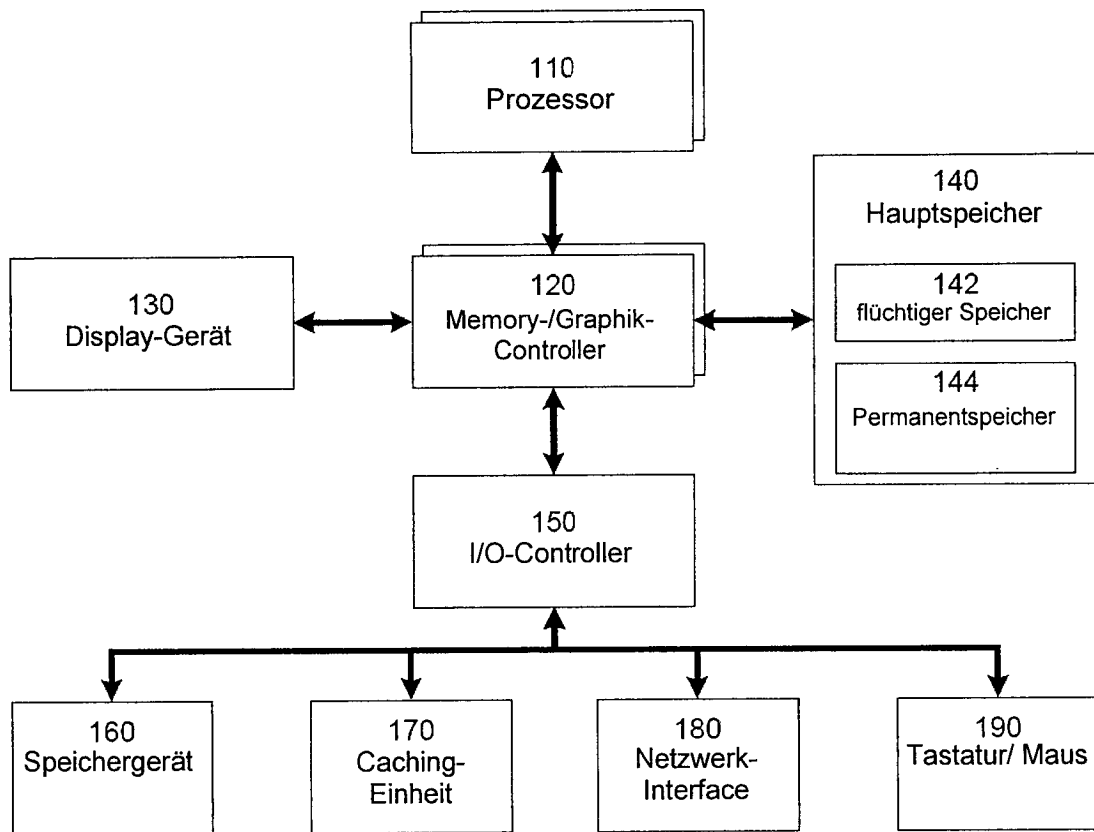 110
Prozessor
140
Hauptspeicher
130
Display-Gerät
120
Memory-/Graphik-
Controller
142
flüchtiger Speicher
144
Permanentspeicher
150
I/O-Controller
160
Speichergerät
170
Caching-
Einheit
180
Netzwerk-
Interface
190
Tastatur/ Maus